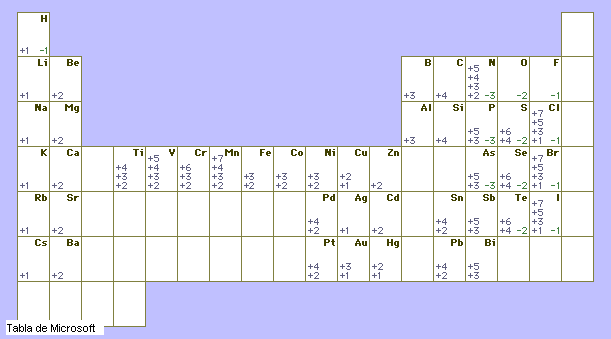 H
+1 -1
Li Be B C N O F
+5
+4
+3
+1 +2 +3 +4 +2 -3 -2 -1
Na Mg Al Si P S Cl
+7
+5
+5 +6 +3
+1 +2 +3 +4 +3 -3 +4 -2 +1 -1
K Ca Ti V Cr Mn Fe Co Ni Cu Zn As Se Br
+5 +7 +7
+4 +4 +6 +4 +5
+3 +3 +3 +3 +3 +3 +3 +2 +5 +6 +3
+1 +2 +2 +2 +2 +2 +2 +2 +2 +1 +2 +3 -3 +4 -2 +1 -1
Rb Sr Pd Ag Cd Sn Sb Te I
+7
+5
+4 +4 +5 +6 +3
+1 +2 +2 +1 +2 +2 +3 +4 -2 +1 -1
Cs Ba Pt Au Hg Pb Bi
+4 +3 +2 +4 +5
+1 +2 +2 +1 +1 +2 +3
Tabla de Microsoft